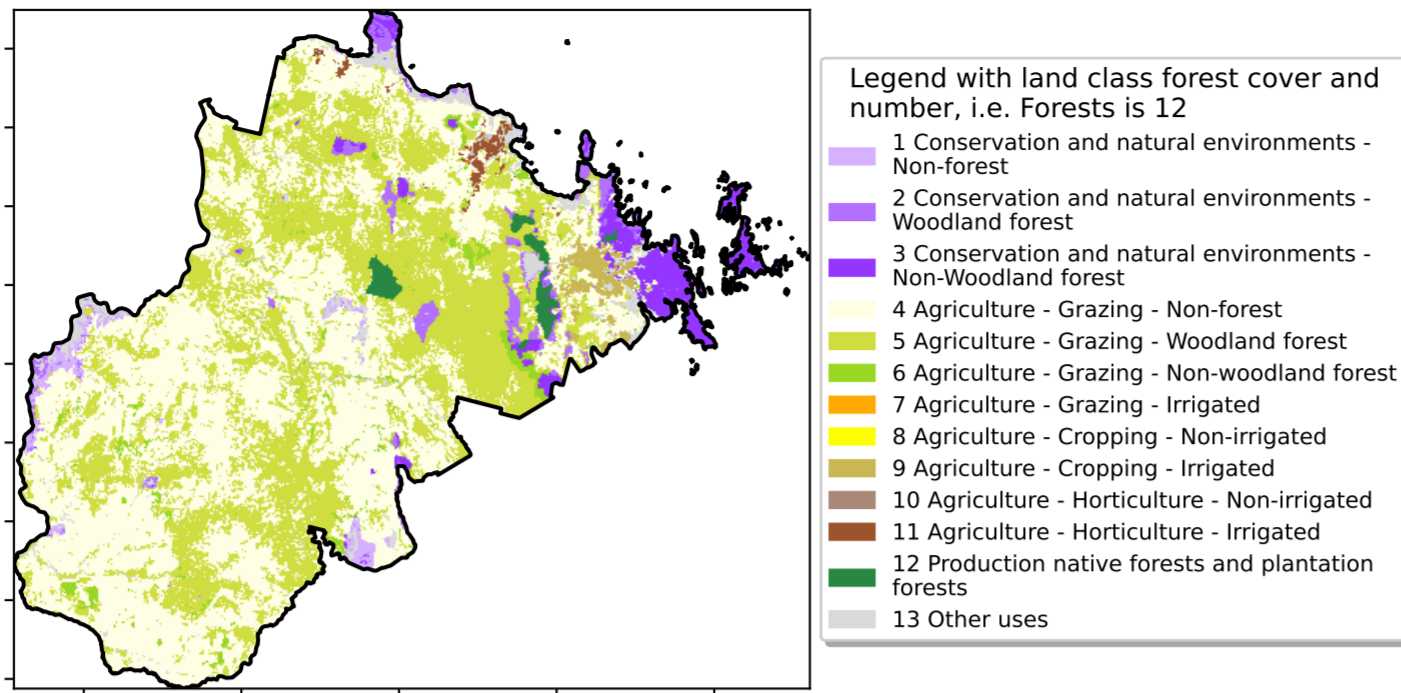 Legend with land class forest cover and
number, i.e. Forests is 12
1 Conservation and natural environments -
Non-forest
2 Conservation and natural environments -
Woodland forest
3 Conservation and natural environments -
Non-Woodland forest
4 Agriculture - Grazing - Non-forest
5 Agriculture - Grazing - Woodland forest
6 Agriculture - Grazing - Non-woodland forest
7 Agriculture - Grazing - Irrigated
8 Agriculture - Cropping - Non-irrigated
9 Agriculture - Cropping - Irrigated
10 Agriculture - Horticulture - Non-irrigated
11 Agriculture - Horticulture - Irrigated
12 Production native forests and plantation
forests
13 Other uses